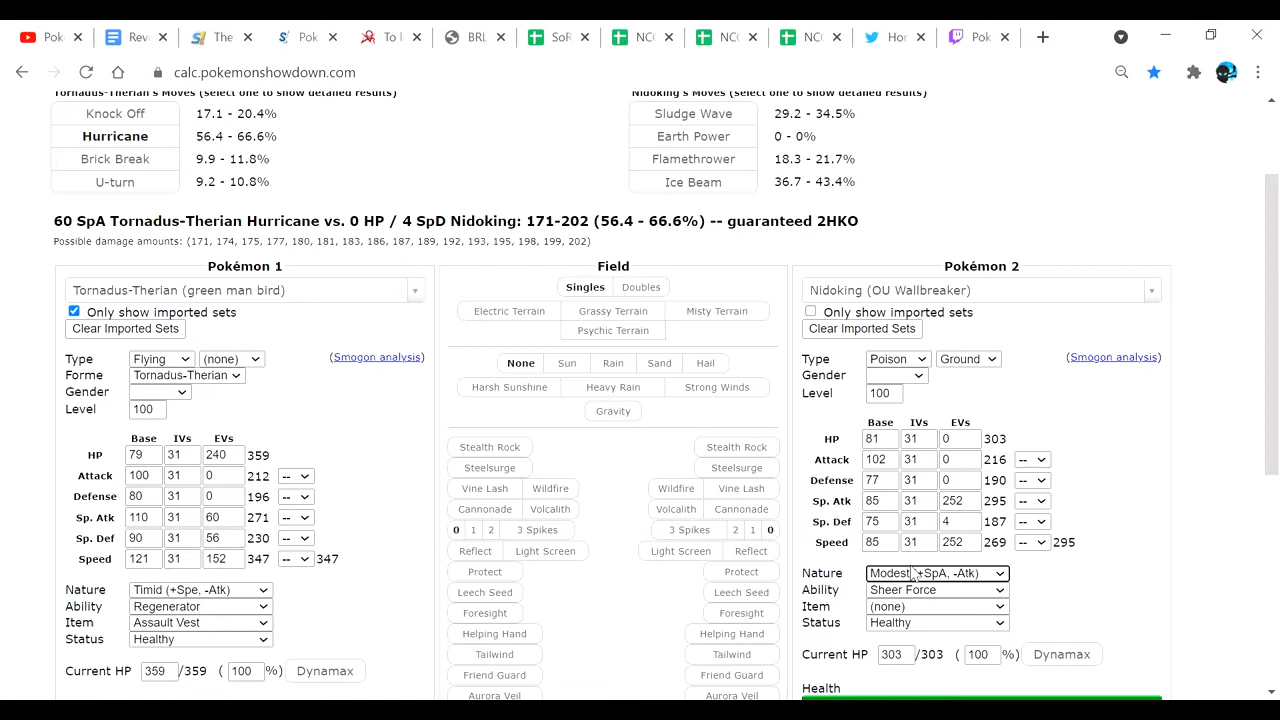 Pok Rev The Pok To l BRL SoR NCC NCC NCC Hor Pok
calc.pokemonshowdown.com
Tornadus-Therian's Moves (select one to show detailed results) Nidoking's Moves (select one to show detailed results)
Knock Off 17.1 - 20.4% Sludge Wave 29.2 - 34.5%
Hurricane 56.4 - 66.6% Earth Power 0 - 0%
Brick Break 9.9 - 11.8% Flamethrower 18.3 - 21.7%
U-turn 9.2 - 10.8% Ice Beam 36.7 - 43.4%
60 SpA Tornadus-Therian Hurricane vs. 0 HP / 4 SpD Nidoking: 171-202 (56.4 - 66.6%) -- guaranteed 2HKO
Possible damage amounts: (171, 174, 175, 177, 180, 181, 183, 186, 187, 189, 192, 193, 195, 198, 199, 202)
Pokémon 1
Tornadus-Therian (green man bird)
Only show imported sets
Clear Imported Sets
Type Flying (none) (Smogon analysis)
Forme Tornadus-Therian
Gender
Level 100
Base IVs EVs
HP 79 31 240 359
Attack 100 31 0 212 --
Defense 80 31 0 196 --
Sp. Atk 110 31 60 271 --
Sp. Def 90 31 56 230 --
Speed 121 31 152 347 -- 347
Nature Timid (+Spe, -Atk)
Ability Regenerator
Item Assault Vest
Status Healthy
Current HP 359 /359 ( 100 %) Dynamax
Field
Singles Doubles
Electric Terrain Grassy Terrain Misty Terrain
Psychic Terrain
None Sun Rain Sand Hail
Harsh Sunshine Heavy Rain Strong Winds
Gravity
Stealth Rock Stealth Rock
Steelsurge Steelsurge
Vine Lash Wildfire Wildfire Vine Lash
Cannonade Volcalith Volcalith Cannonade
0 1 2 3 Spikes 3 Spikes 2 1 0
Reflect Light Screen Light Screen Reflect
Protect Protect
Leech Seed Leech Seed
Foresight Foresight
Helping Hand Helping Hand
Tailwind Tailwind
Friend Guard Friend Guard
Aurora Veil Aurora Veil
Pokémon 2
Nidoking (OU Wallbreaker)
Only show imported sets
Clear Imported Sets
Type Poison Ground (Smogon analysis)
Gender
Level 100
Base IVs EVs
HP 81 31 0 303
Attack 102 31 0 216 --
Defense 77 31 0 190 --
Sp. Atk 85 31 252 295 --
Sp. Def 75 31 4 187 --
Speed 85 31 252 269 -- 295
Nature Modest (+SpA, -Atk)
Ability Sheer Force
Item (none)
Status Healthy
Current HP 303 /303 ( 100 %) Dynamax
Health